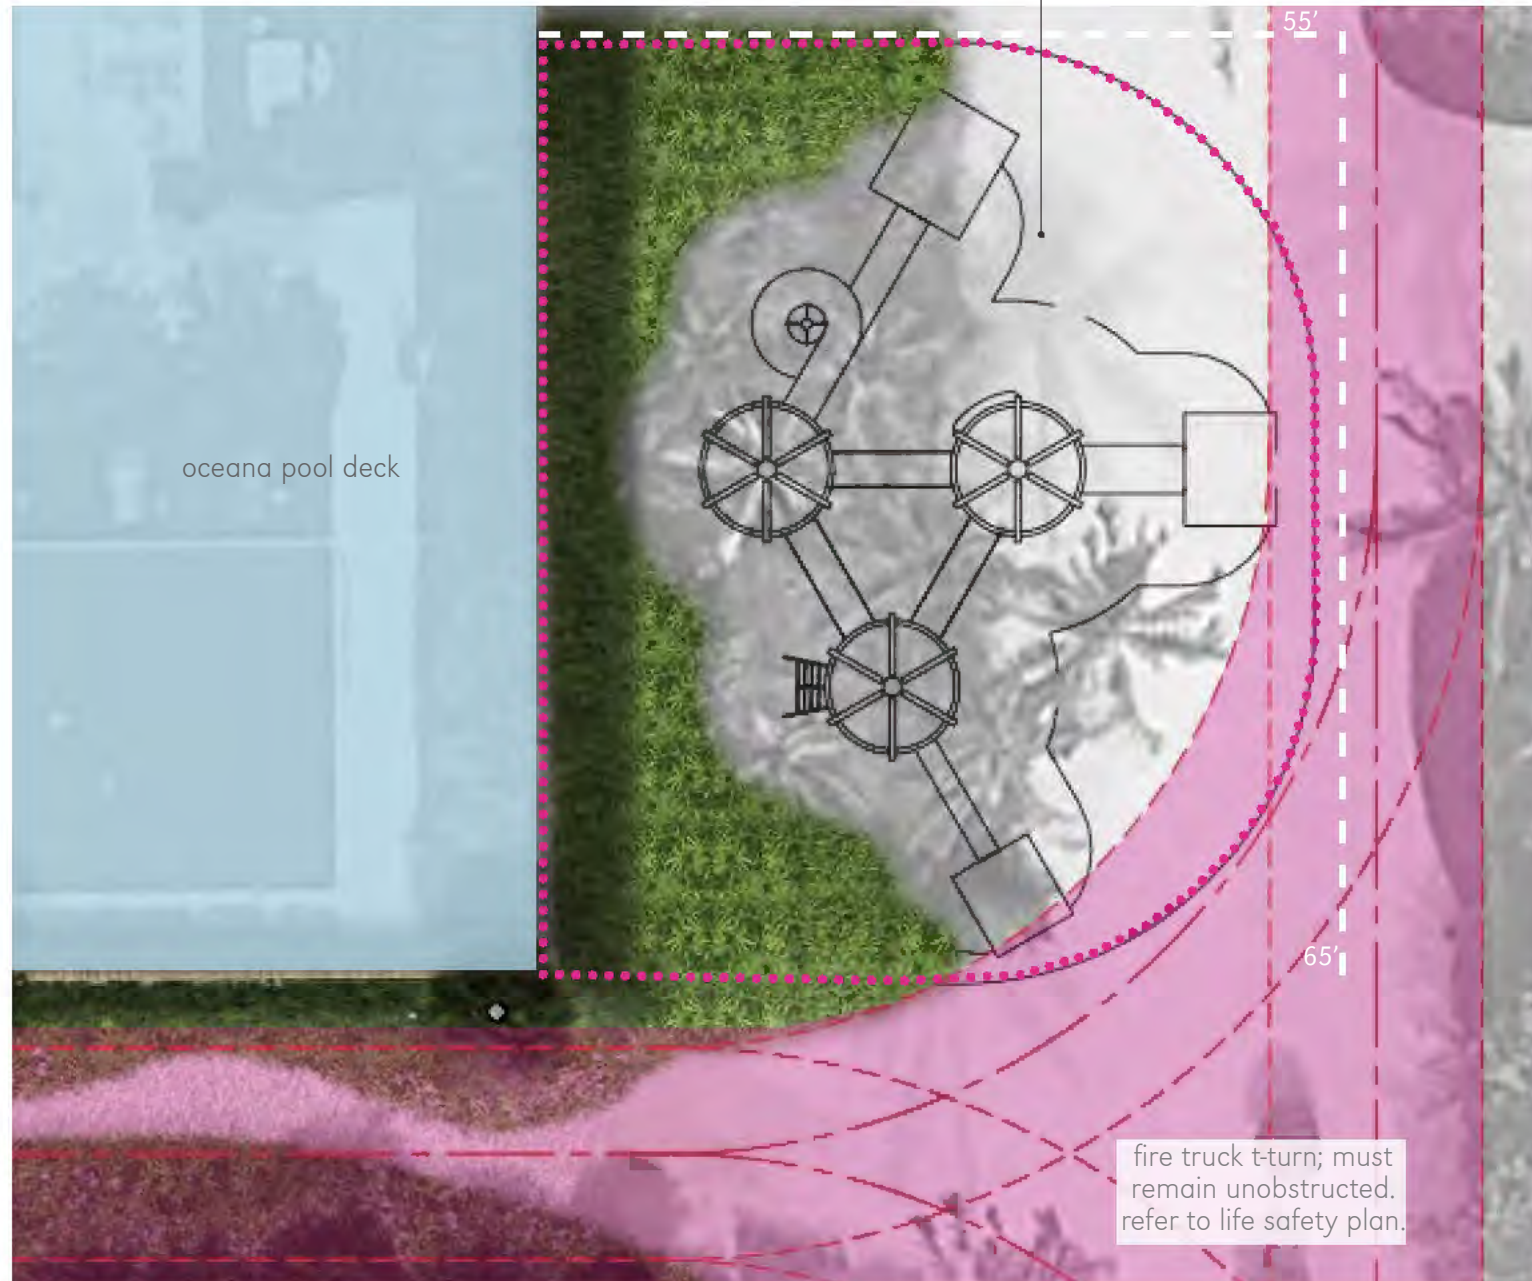 55’
oceana pool deck
65’
fire truck t-turn; must
remain unobstructed.
refer to life safety plan.